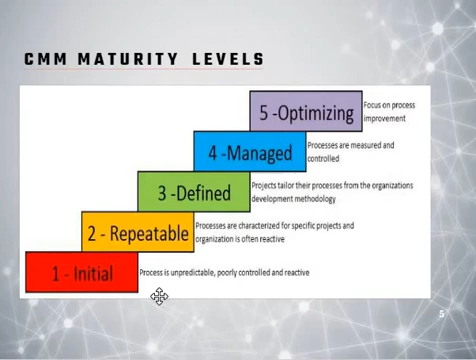 CMM MATURITY LEVELS
5 -Optimizing
Focus on process
improvement
4 -Managed
Processes are measured and
controlled
3 -Defined
Projects tailor their processes from the organizations
development methodology
2 - Repeatable
Processes are characterized for specific projects and
organization is often reactive
1 - Initial
Process is unpredictable, poorly controlled and reactive
5